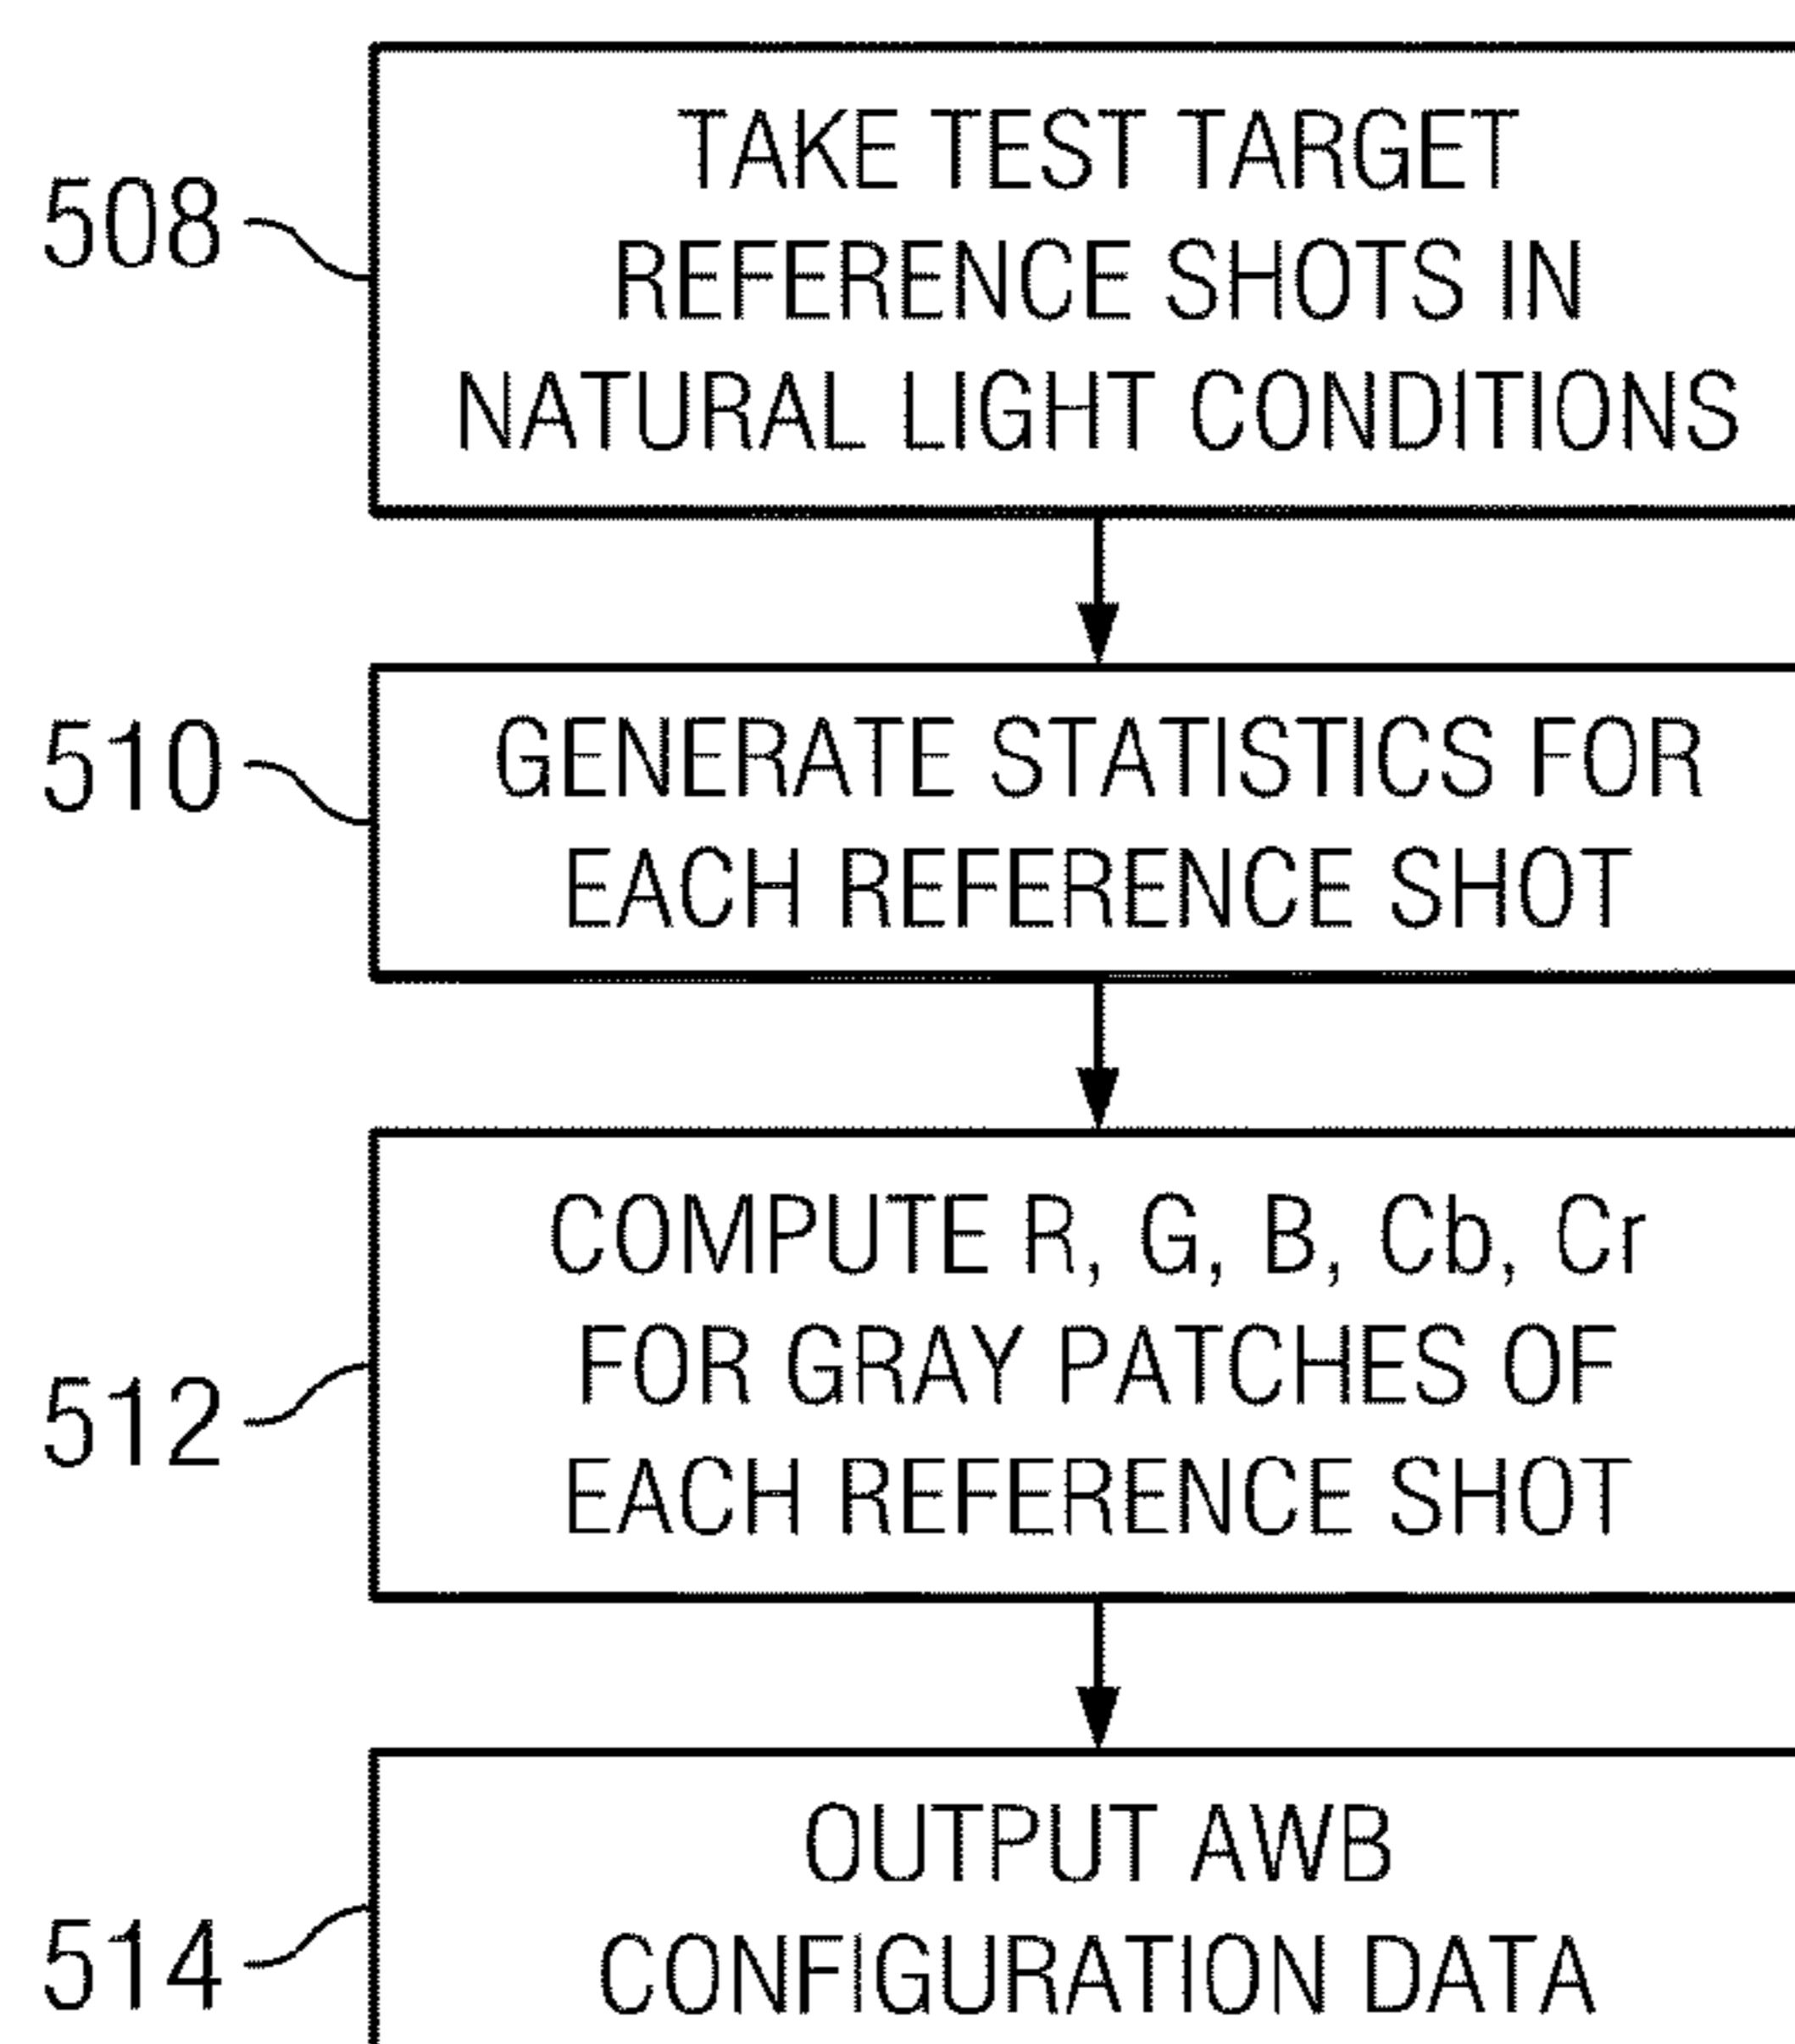 508
TAKE TEST TARGET
REFERENCE SHOTS IN
NATURAL LIGHT CONDITIONS
510
GENERATE STATISTICS FOR
EACH REFERENCE SHOT
512
COMPUTE R, G, B, Cb, Cr
FOR GRAY PATCHES OF
EACH REFERENCE SHOT
514
OUTPUT AWB
CONFIGURATION DATA